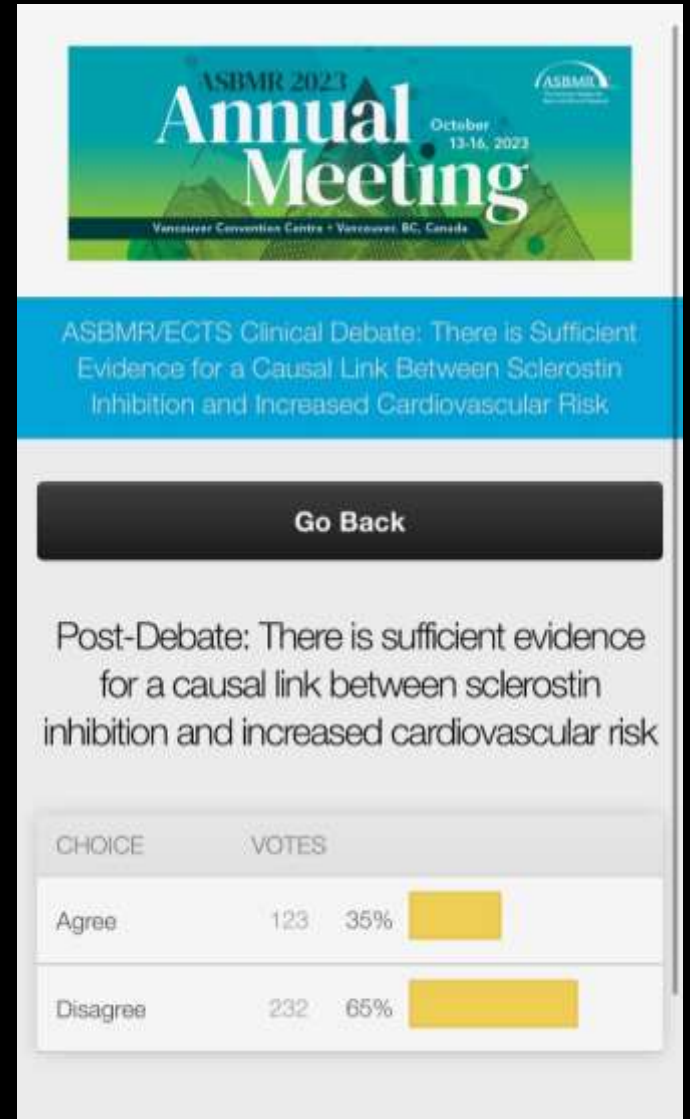 ASBMR 2023
Annual
Meeting
October
13-16, 2023
Vancouver Convention Centre • Vancouver, BC, Canada
ASBMR
ASBMR/ECTS Clinical Debate: There is Sufficient
Evidence for a Causal Link Between Sclerostin
Inhibition and Increased Cardiovascular Risk
Go Back
Post-Debate: There is sufficient evidence
for a causal link between sclerostin
inhibition and increased cardiovascular risk
CHOICE VOTES
Agree 123 35%
Disagree 232 65%